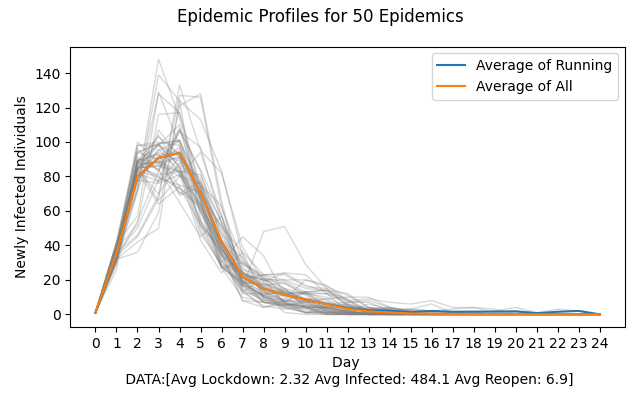 Epidemic Profiles for 50 Epidemics
Average of Running
Average of All
Newly Infected Individuals
140
120
100
80
60
40
20
0
0 1 2 3 4 5 6 7 8 9 10 11 12 13 14 15 16 17 18 19 20 21 22 23 24
Day
DATA:[Avg Lockdown: 2.32 Avg Infected: 484.1 Avg Reopen: 6.9]